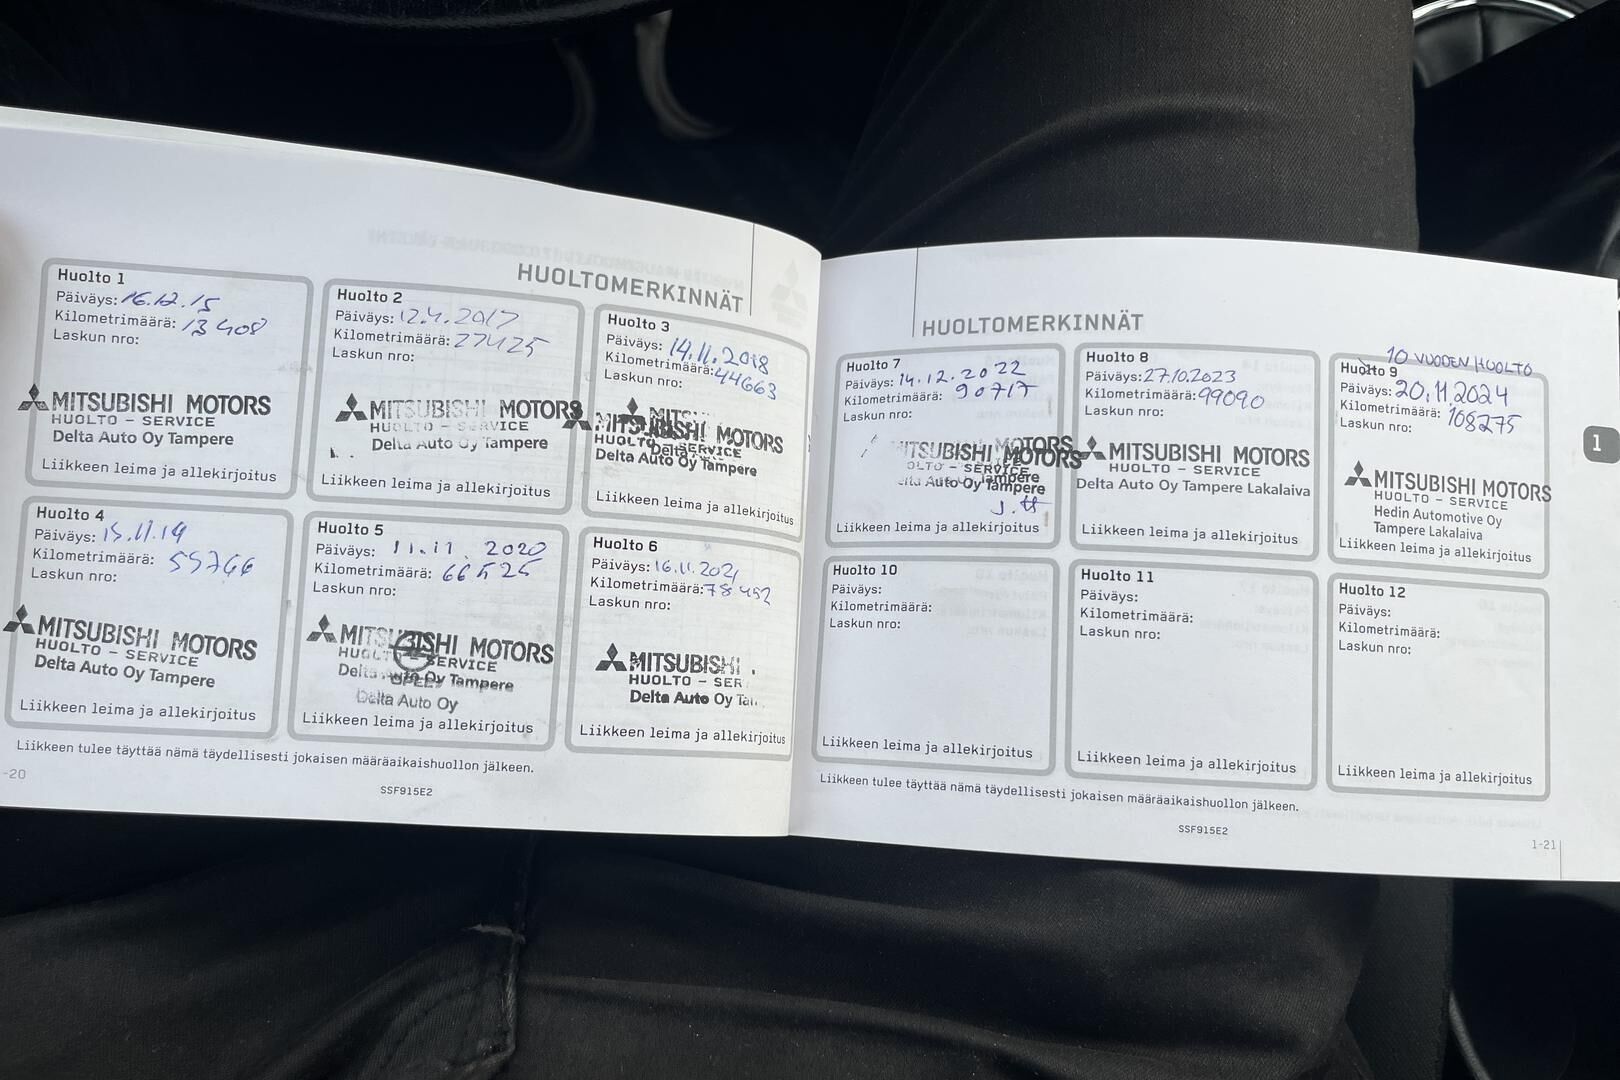 HUOLTOMERKINNÄT
Huolto 1
Päiväys: 16.12.15
Kilometrimäärä: 13 408
Laskun nro:
MITSUBISHI MOTORS
HUOLTO - SERVICE
Delta Auto Oy Tampere
Liikkeen leima ja allekirjoitus
Huolto 2
Päiväys: 12.4.2017
Kilometrimäärä: 27425
Laskun nro:
MITSUBISHI MOTORS
HUOLTO - SERVICE
Delta Auto Oy Tampere
Liikkeen leima ja allekirjoitus
Huolto 3
Päiväys: 14.11.2018
Kilometrimäärä: 44663
Laskun nro:
MITSUBISHI MOTORS
HUOLTO - SERVICE
Delta Auto Oy Tampere
Liikkeen leima ja allekirjoitus
Huolto 4
Päiväys: 15.11.19
Kilometrimäärä: 55766
Laskun nro:
MITSUBISHI MOTORS
HUOLTO - SERVICE
Delta Auto Oy Tampere
Liikkeen leima ja allekirjoitus
Huolto 5
Päiväys: 11.11.2020
Kilometrimäärä: 66525
Laskun nro:
MITSUBISHI MOTORS
HUOLTO - SERVICE
Delta Auto Oy Tampere
OPEL
Delta Auto Oy
Liikkeen leima ja allekirjoitus
Huolto 6
Päiväys: 16.11.2021
Kilometrimäärä: 78452
Laskun nro:
MITSUBISHI
HUOLTO - SER
Delta Auto Oy Ta
Liikkeen leima ja allekirjoitus
Liikkeen tulee täyttää nämä täydellisesti jokaisen määräaikaishuollon jälkeen.
-20
SSF915E2
HUOLTOMERKINNÄT
Huolto 7
Päiväys: 14.12.2022
Kilometrimäärä: 90717
Laskun nro:
MITSUBISHI MOTORS
OLTO - SERVICE
Auto Oy Tampere
J.H
Liikkeen leima ja allekirjoitus
Huolto 8
Päiväys: 27.10.2023
Kilometrimäärä: 99090
Laskun nro:
MITSUBISHI MOTORS
HUOLTO - SERVICE
Delta Auto Oy Tampere Lakalaiva
Liikkeen leima ja allekirjoitus
10 VUODEN HUOLTO
Huolto 9
Päiväys: 20.11.2024
Kilometrimäärä: 108275
Laskun nro:
MITSUBISHI MOTORS
HUOLTO - SERVICE
Hedin Automotive Oy
Tampere Lakalaiva
Liikkeen leima ja allekirjoitus
1
Huolto 10
Päiväys:
Kilometrimäärä:
Laskun nro:
Liikkeen leima ja allekirjoitus
Huolto 11
Päiväys:
Kilometrimäärä:
Laskun nro:
Liikkeen leima ja allekirjoitus
Huolto 12
Päiväys:
Kilometrimäärä:
Laskun nro:
Liikkeen leima ja allekirjoitus
Liikkeen tulee täyttää nämä täydellisesti jokaisen määräaikaishuollon jälkeen.
SSF915E2
1-21